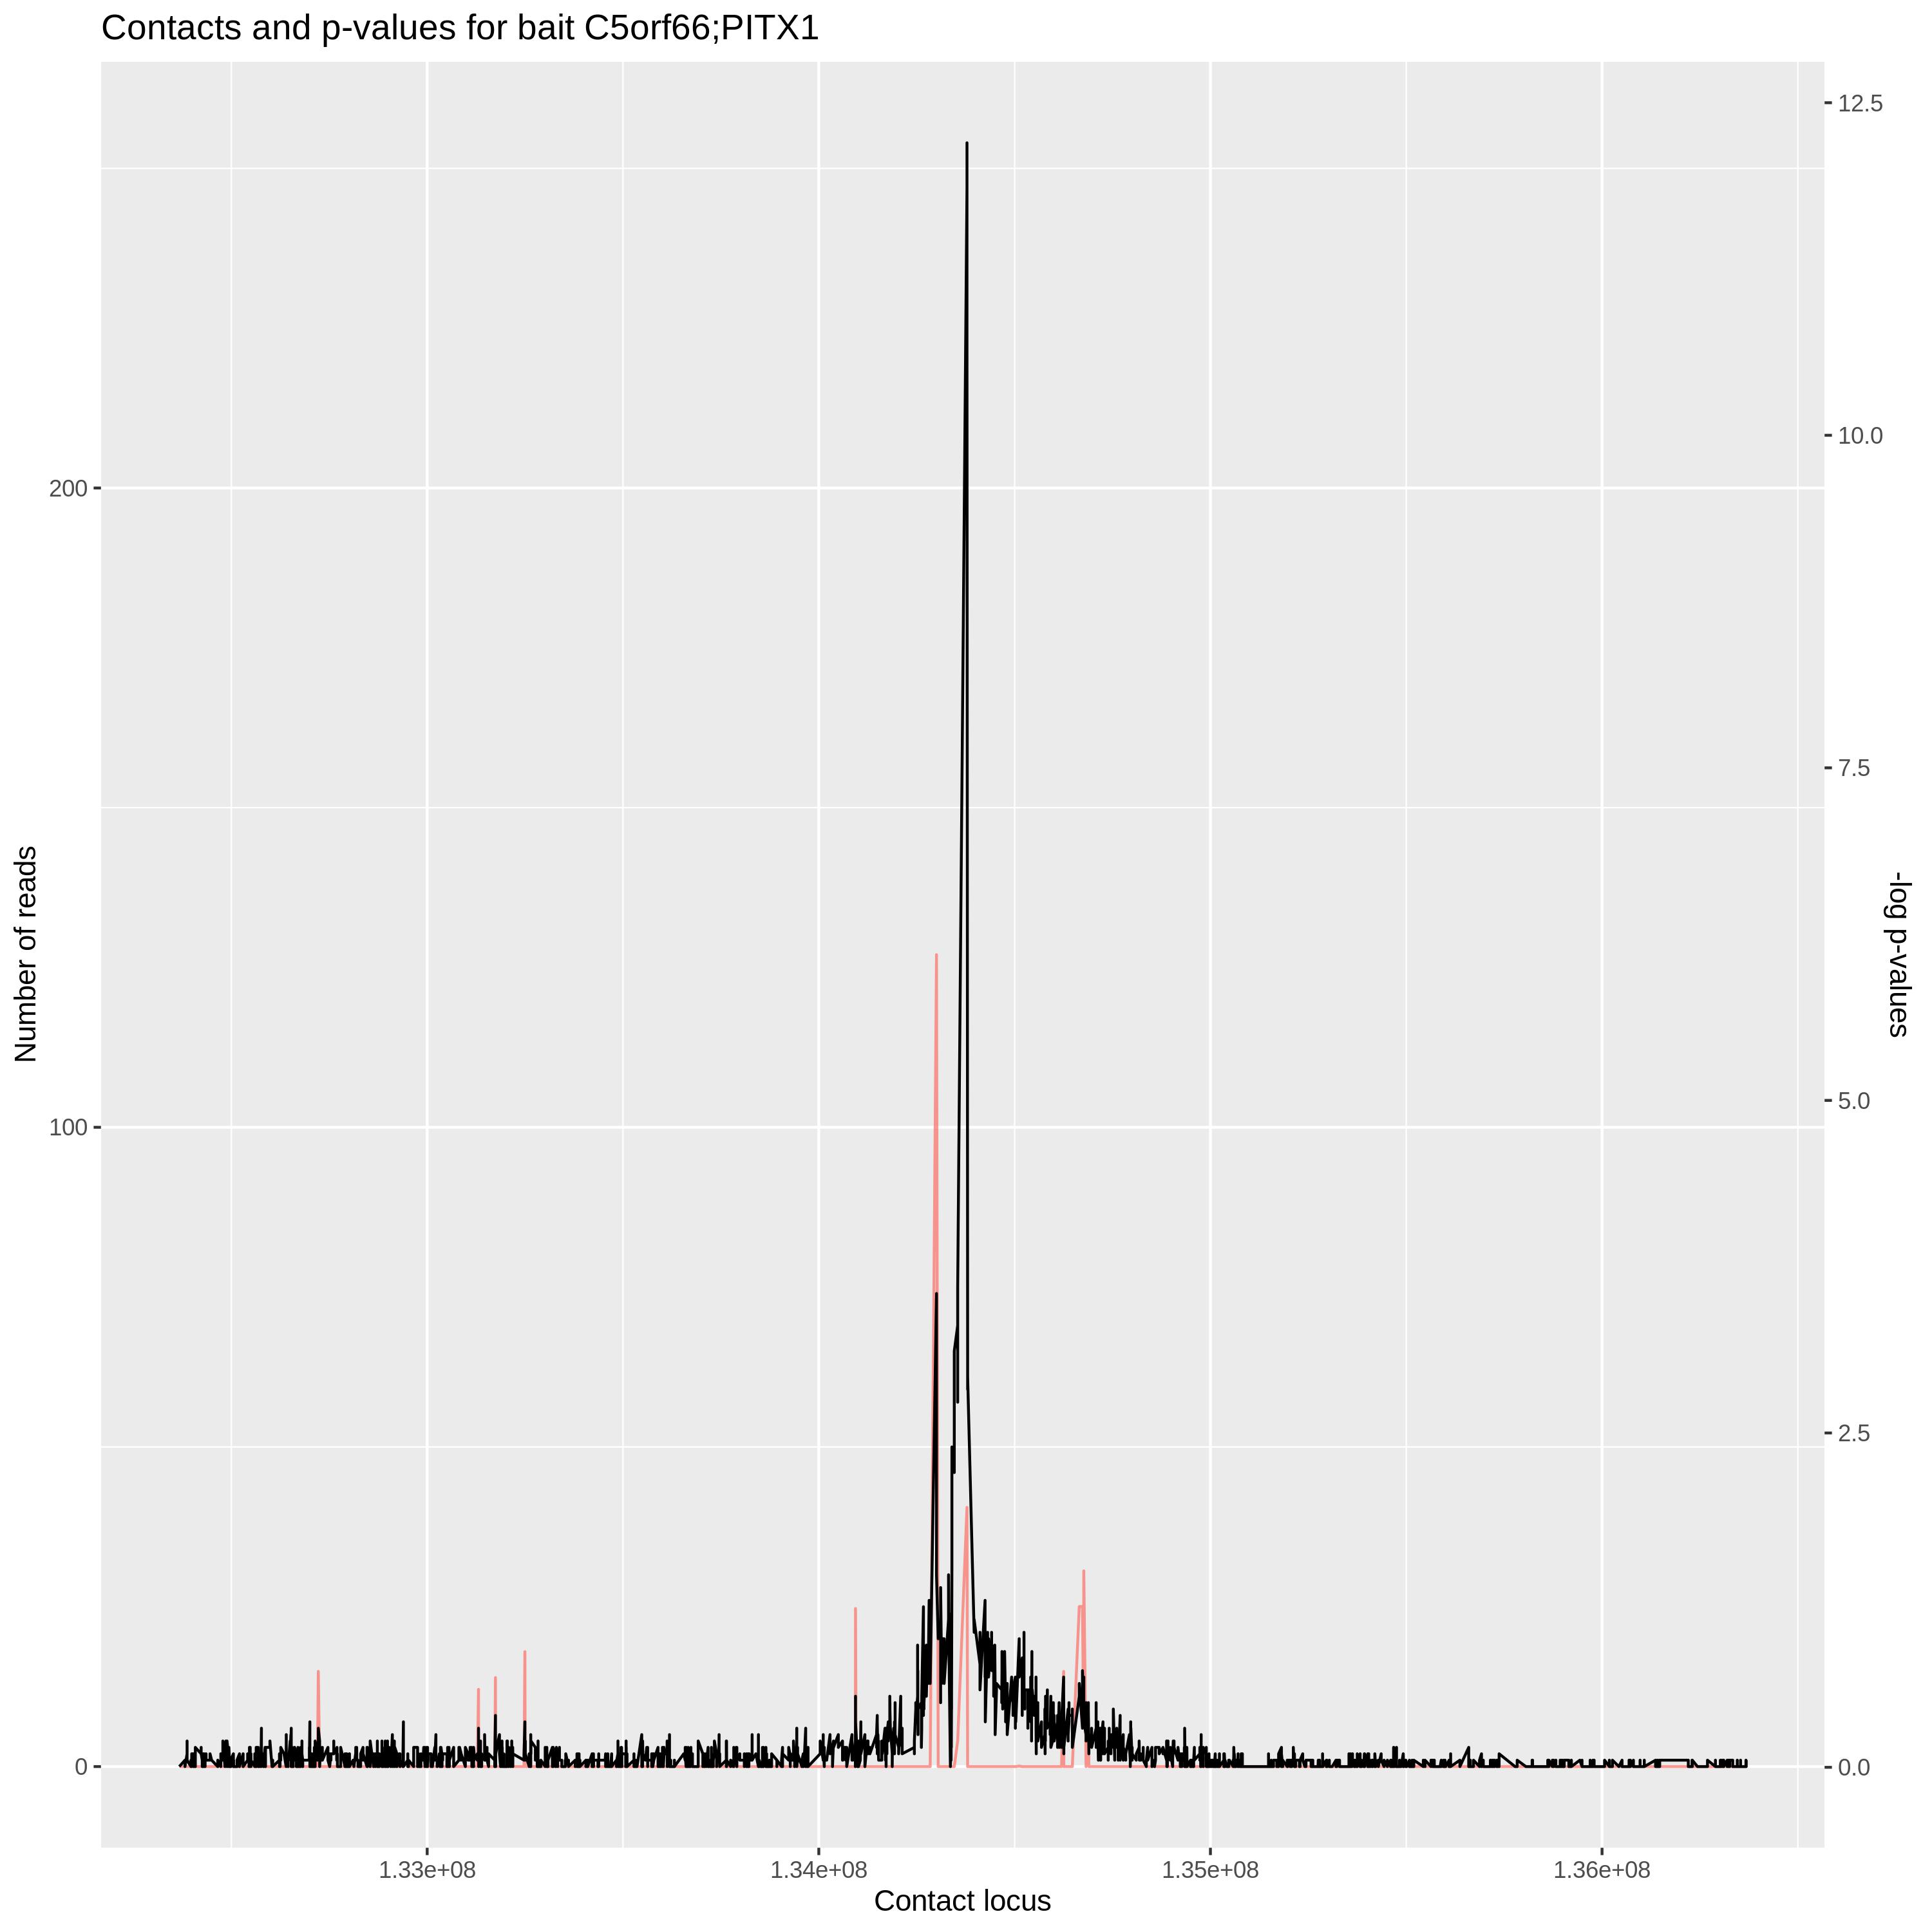 Contacts and p-values for bait C5orf66;PITX1
12.5
10.0
200
7.5
Number of reads
-log p-values
100
5.0
2.5
0
0.0
1.33e+08
1.34e+08
1.35e+08
1.36e+08
Contact locus